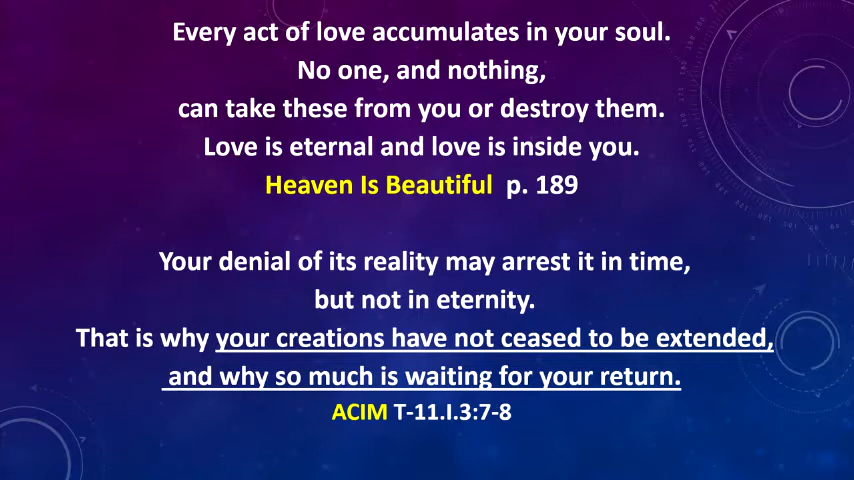 Every act of love accumulates in your soul.
No one, and nothing,
can take these from you or destroy them.
Love is eternal and love is inside you.
Heaven Is Beautiful  p. 189
Your denial of its reality may arrest it in time,
but not in eternity.
That is why your creations have not ceased to be extended,
and why so much is waiting for your return.
ACIM T-11.I.3:7-8